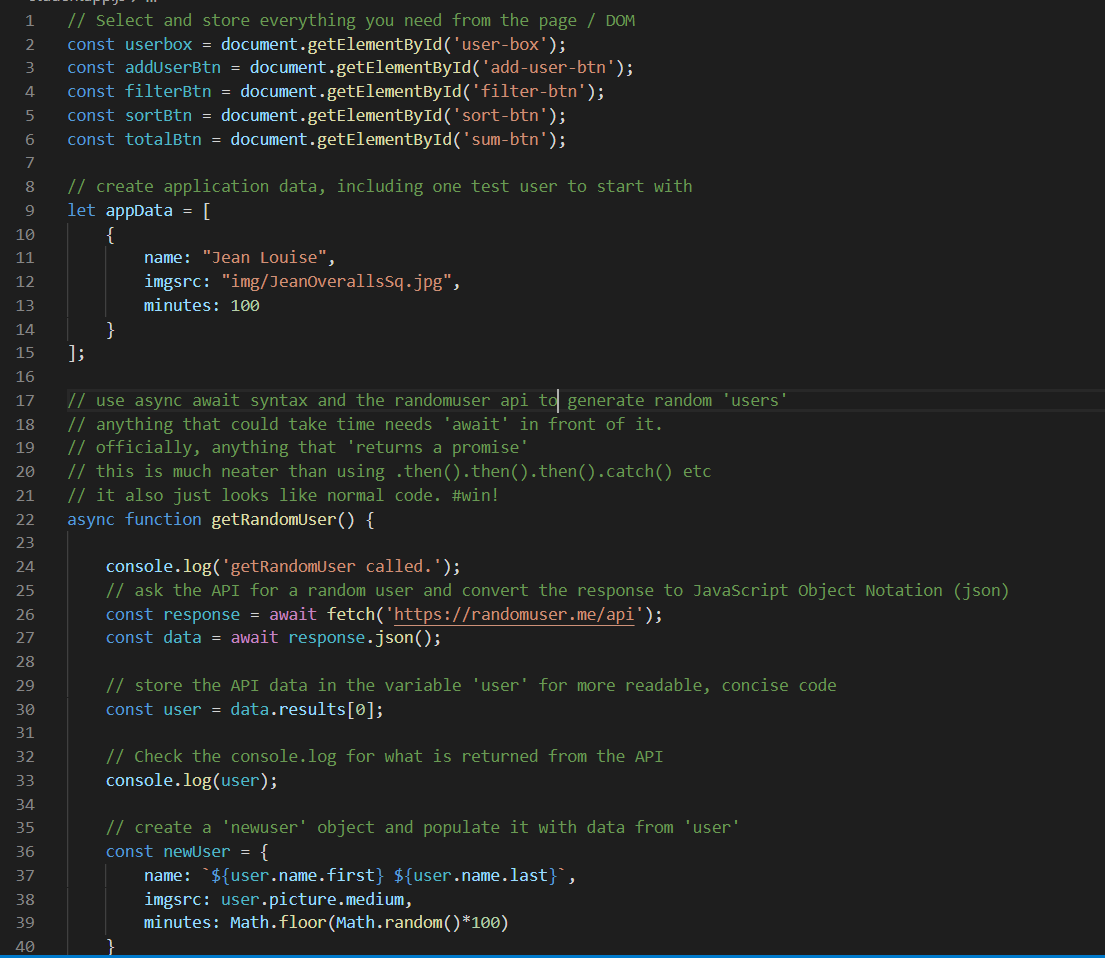 1 // Select and store everything you need from the page / DOM
2 const userbox = document.getElementById('user-box');
3 const addUserBtn = document.getElementById('add-user-btn');
4 const filterBtn = document.getElementById('filter-btn');
5 const sortBtn = document.getElementById('sort-btn');
6 const totalBtn = document.getElementById('sum-btn');
7
8 // create application data, including one test user to start with
9 let appData = [
10 {
11 name: "Jean Louise",
12 imgsrc: "img/JeanOverallsSq.jpg",
13 minutes: 100
14 }
15 ];
16
17 // use async await syntax and the randomuser api to generate random 'users'
18 // anything that could take time needs 'await' in front of it.
19 // officially, anything that 'returns a promise'
20 // this is much neater than using .then().then().then().catch() etc
21 // it also just looks like normal code. #win!
22 async function getRandomUser() {
23
24 console.log('getRandomUser called.');
25 // ask the API for a random user and convert the response to JavaScript Object Notation (json)
26 const response = await fetch('https://randomuser.me/api');
27 const data = await response.json();
28
29 // store the API data in the variable 'user' for more readable, concise code
30 const user = data.results[0];
31
32 // Check the console.log for what is returned from the API
33 console.log(user);
34
35 // create a 'newuser' object and populate it with data from 'user'
36 const newUser = {
37 name: `${user.name.first} ${user.name.last}`,
38 imgsrc: user.picture.medium,
39 minutes: Math.floor(Math.random()*100)
40 }